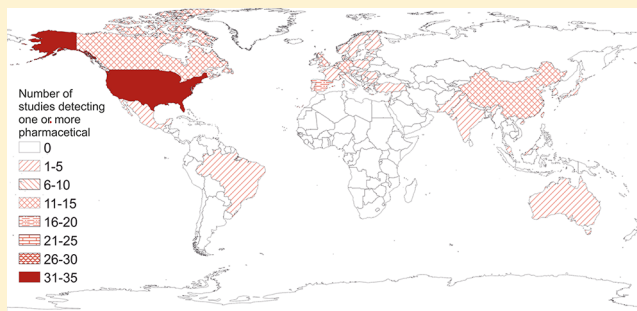 Number of
studies detecting
one or more
pharmacetical
0
1-5
6-10
11-15
16-20
21-25
26-30
31-35